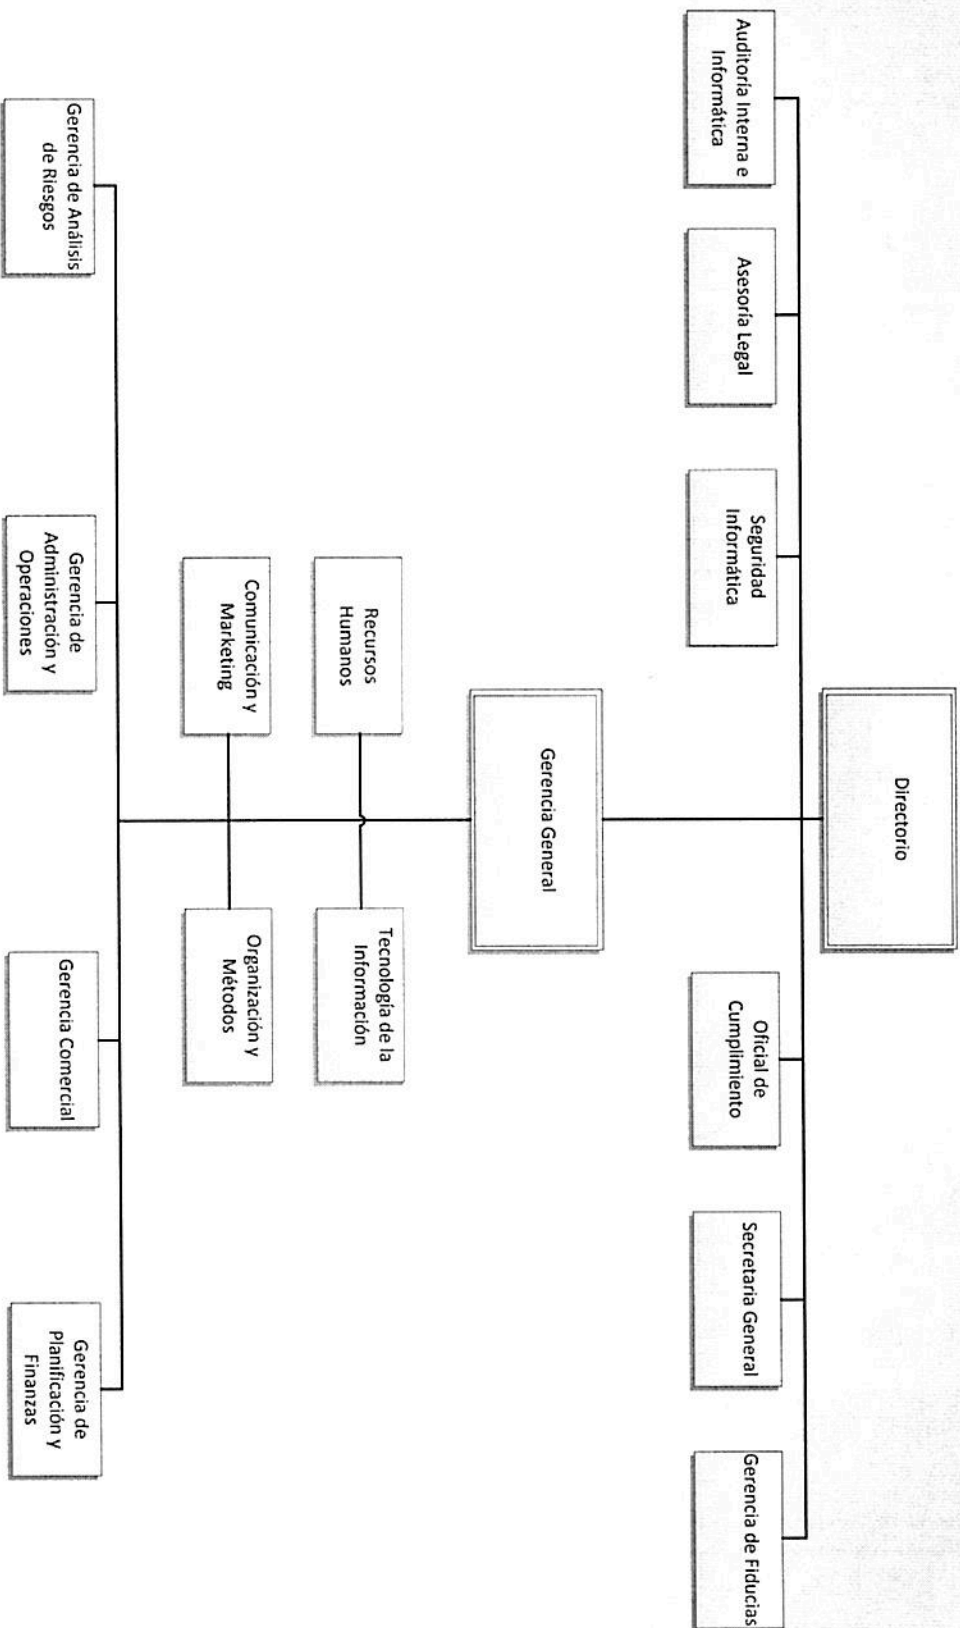 Directorio
Auditoría Interna e
Informática
Asesoría Legal
Seguridad
Informática
Oficial de
Cumplimiento
Secretaria General
Gerencia de Fiducias
Gerencia General
Recursos
Humanos
Tecnología de la
Información
Comunicación y
Marketing
Organización y
Métodos
Gerencia de Análisis
de Riesgos
Gerencia de
Administración y
Operaciones
Gerencia Comercial
Gerencia de
Planificación y
Finanzas